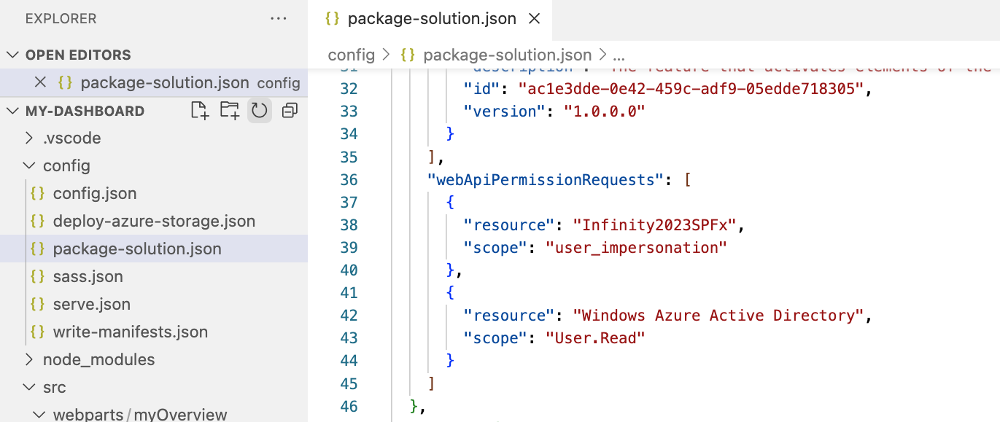 EXPLORER ...
OPEN EDITORS
package-solution.json config
MY-DASHBOARD
.vscode
config
config.json
deploy-azure-storage.json
package-solution.json
sass.json
serve.json
write-manifests.json
node_modules
src
webparts/myOverview
{} package-solution.json ×
config > {} package-solution.json > ...
31 "description": "The feature that activates elements of the
32 "id": "ac1e3dde-0e42-459c-adf9-05edde718305",
33 "version": "1.0.0.0"
34 }
35 ],
36 "webApiPermissionRequests": [
37 {
38 "resource": "Infinity2023SPFx",
39 "scope": "user_impersonation"
40 },
41 {
42 "resource": "Windows Azure Active Directory",
43 "scope": "User.Read"
44 }
45 ]
46 },